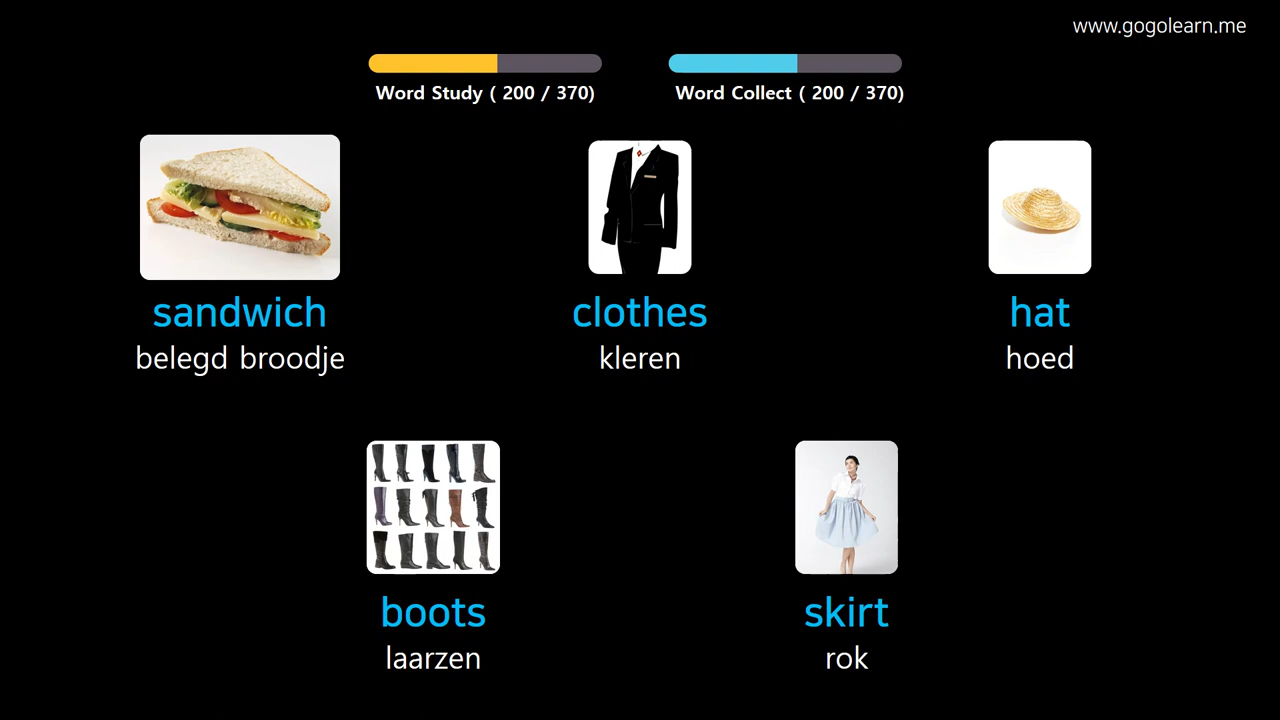 www.gogolearn.me
Word Study ( 200 / 370)
Word Collect ( 200 / 370)
sandwich
belegd broodje
clothes
kleren
hat
hoed
boots
laarzen
skirt
rok